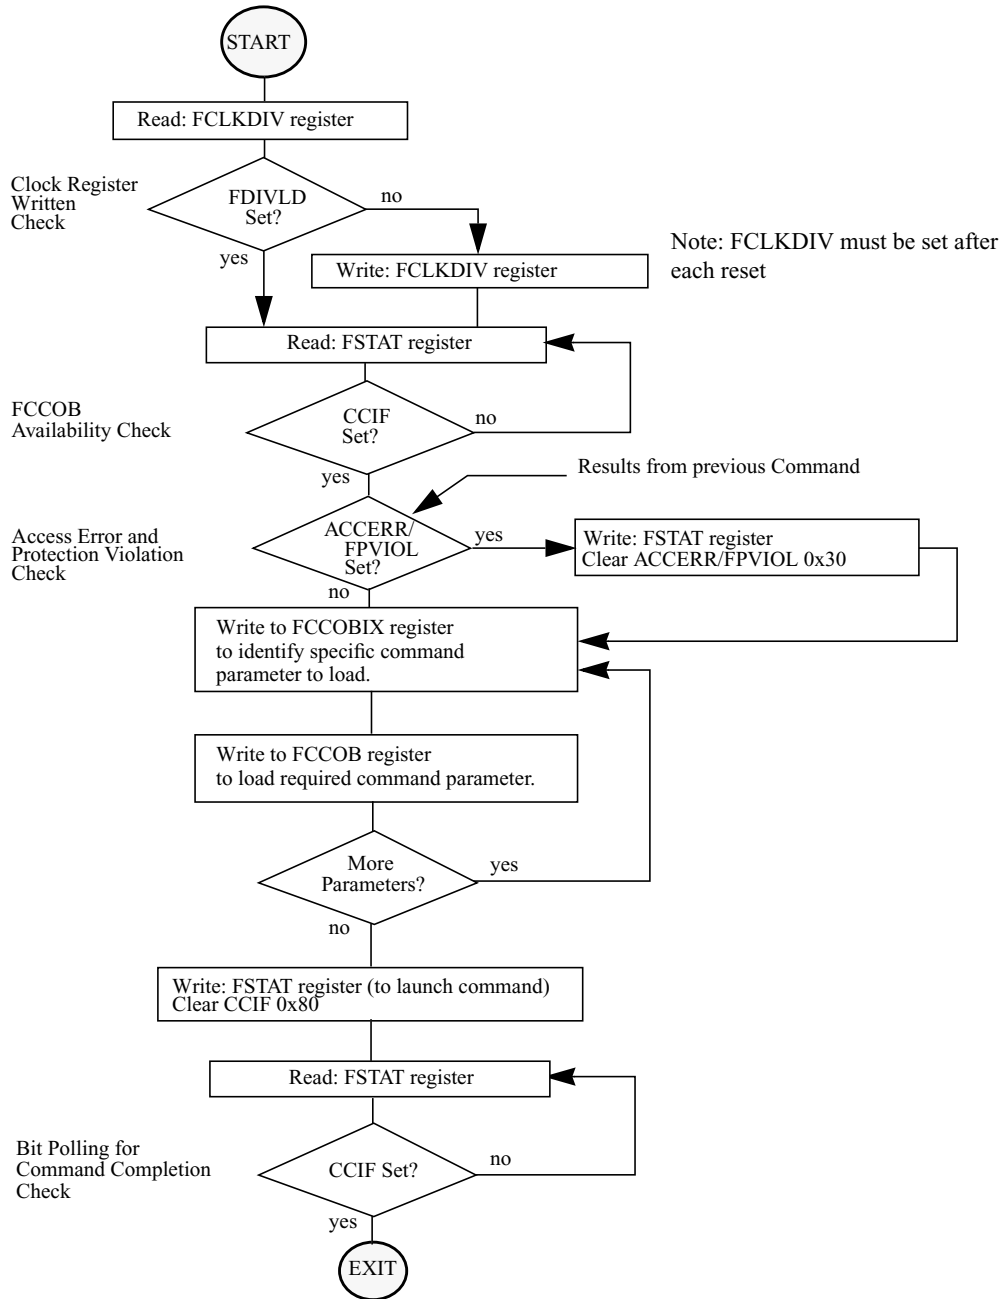 START
Read: FCLKDIV register
Clock Register
Written
Check
FDIVLD
Set?
no
yes
Write: FCLKDIV register
Note: FCLKDIV must be set after
each reset
Read: FSTAT register
FCCOB
Availability Check
CCIF
Set?
no
yes
Results from previous Command
Access Error and
Protection Violation
Check
ACCERR/
FPVIOL
Set?
yes
no
Write: FSTAT register
Clear ACCERR/FPVIOL 0x30
Write to FCCOBIX register
to identify specific command
parameter to load.
Write to FCCOB register
to load required command parameter.
More
Parameters?
yes
no
Write: FSTAT register (to launch command)
Clear CCIF 0x80
Read: FSTAT register
Bit Polling for
Command Completion
Check
CCIF Set?
no
yes
EXIT